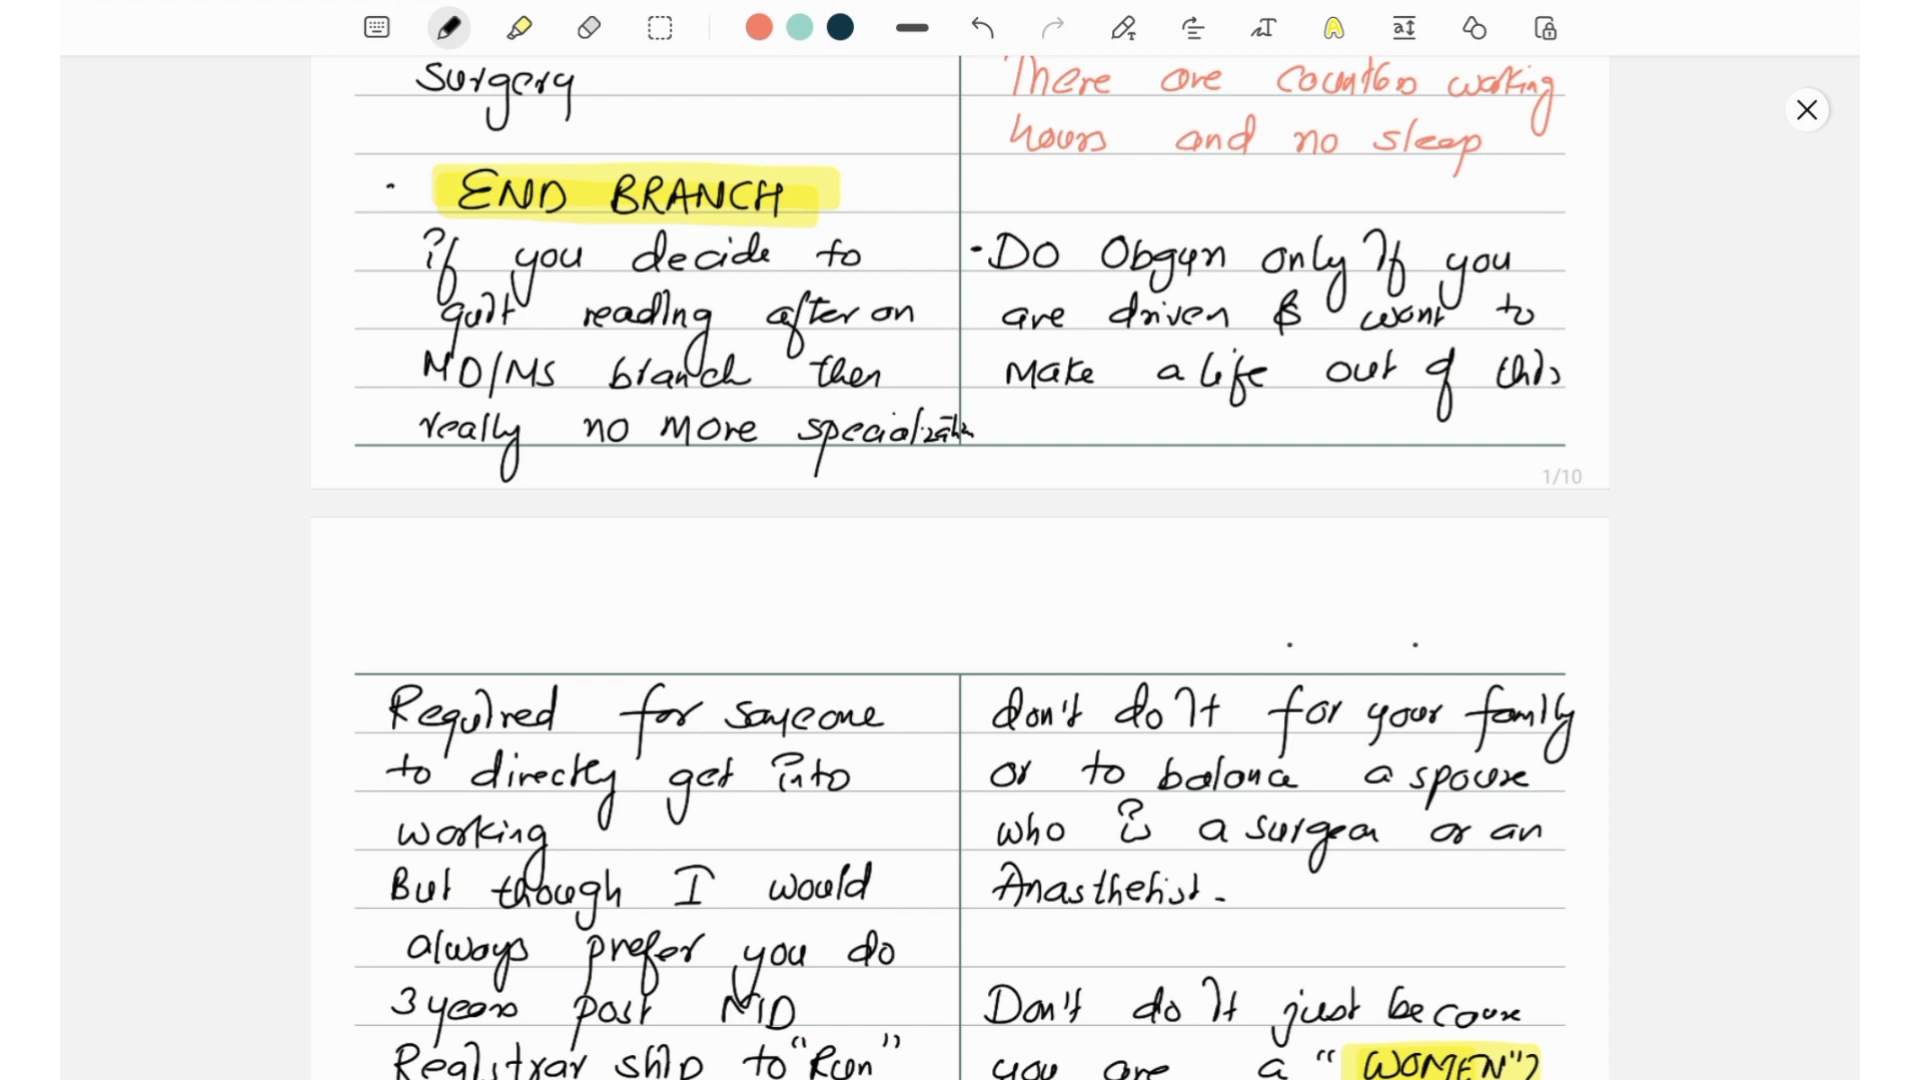 Surgery
· END BRANCH
If you decide to
quit reading after an
MD/MS branch then
really no more specialization
There are countless working
hours and no sleep
· Do Obgyn only If you
are driven & want to
Make a life out of this
1/10
Required for someone
to directly get into
working
But though I would
always prefer you do
3 years post MD
Registrar ship to "Run"
don't do It for your family
or to balance a spouse
who is a surgeon or an
Anasthetist.
Don't do It just because
you are a "WOMEN"?